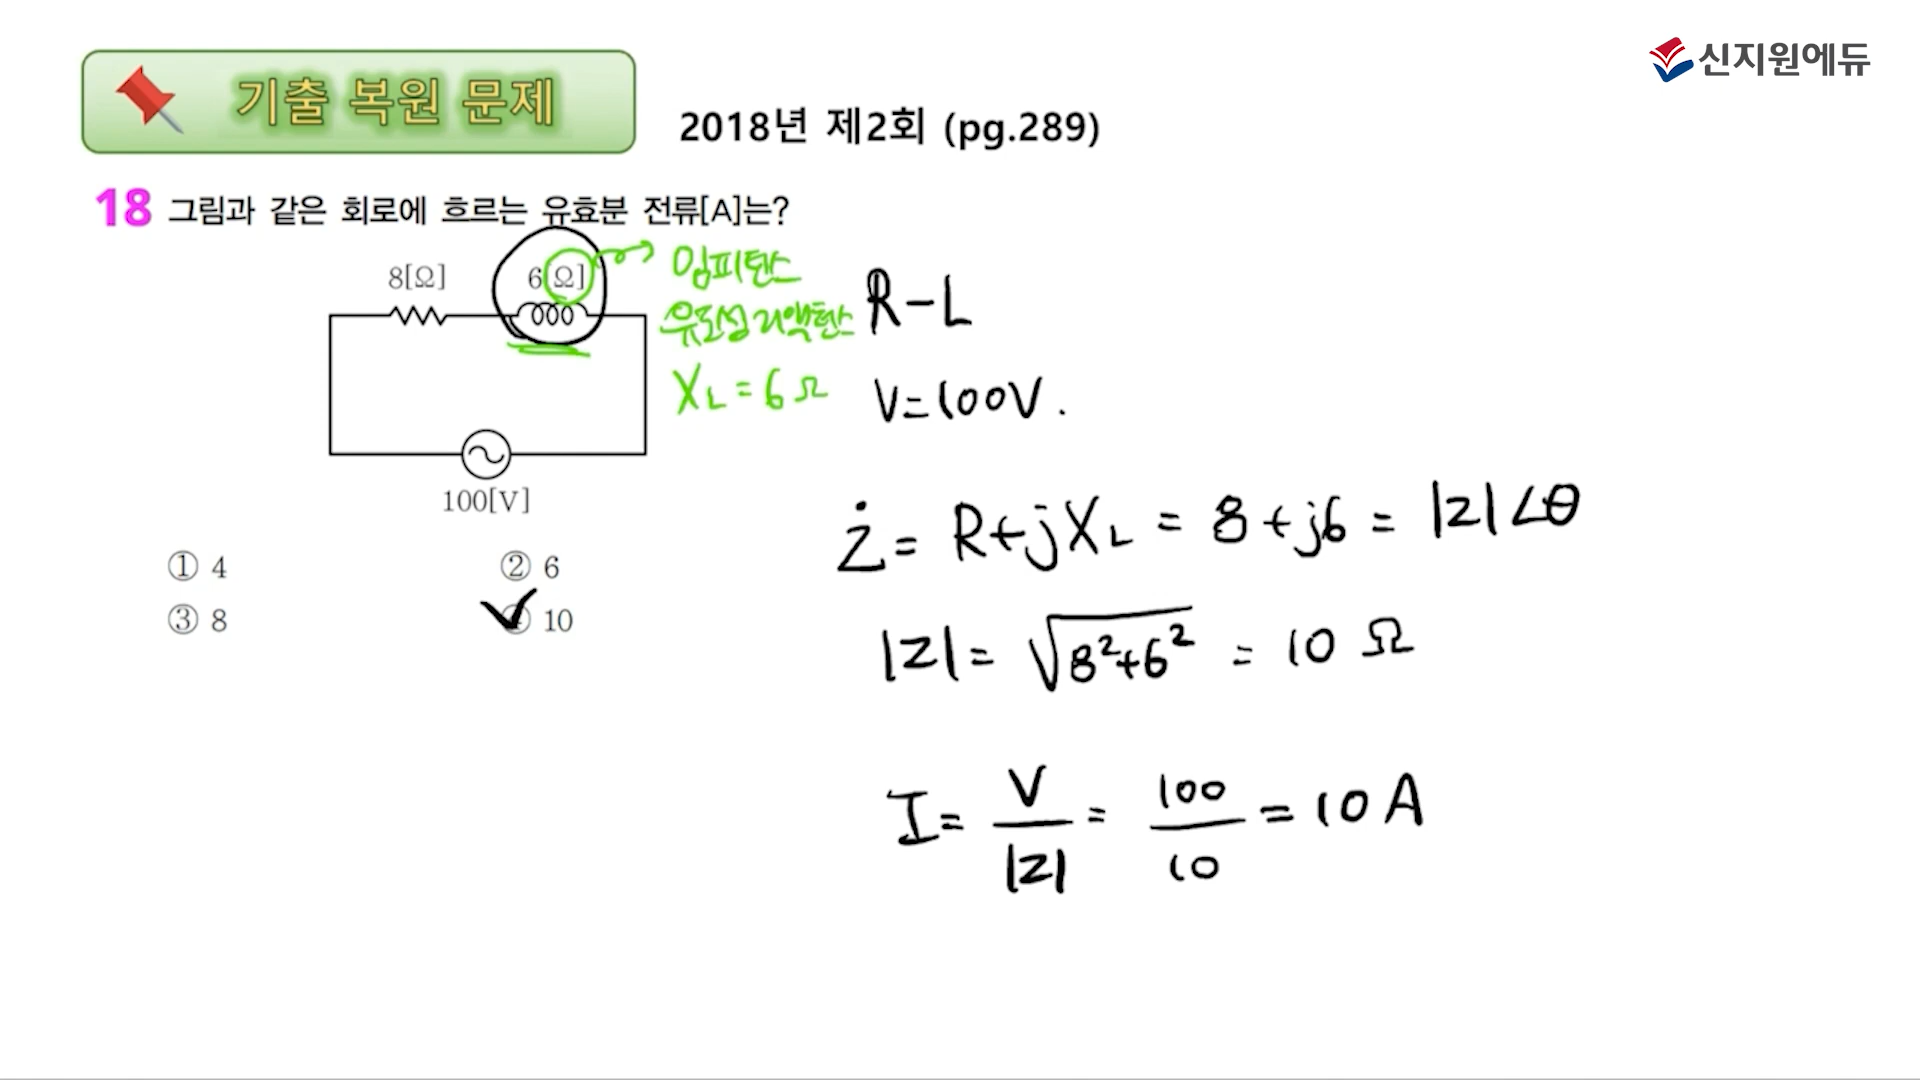 신지원에듀
기출 복원 문제
2018년 제2회 (pg.289)
18 그림과 같은 회로에 흐르는 유효분 전류[A]는?
8[Ω] 6[Ω]
임피턴스
유도성 리액턴스
X_L = 6Ω
R-L
V=100V.
100[V]
Ż = R+jX_L = 8+j6 = |Z|∠θ
① 4 ② 6
③ 8 ④ 10
|Z| = √8²+6² = 10 Ω
I = V/|Z| = 100/10 = 10 A